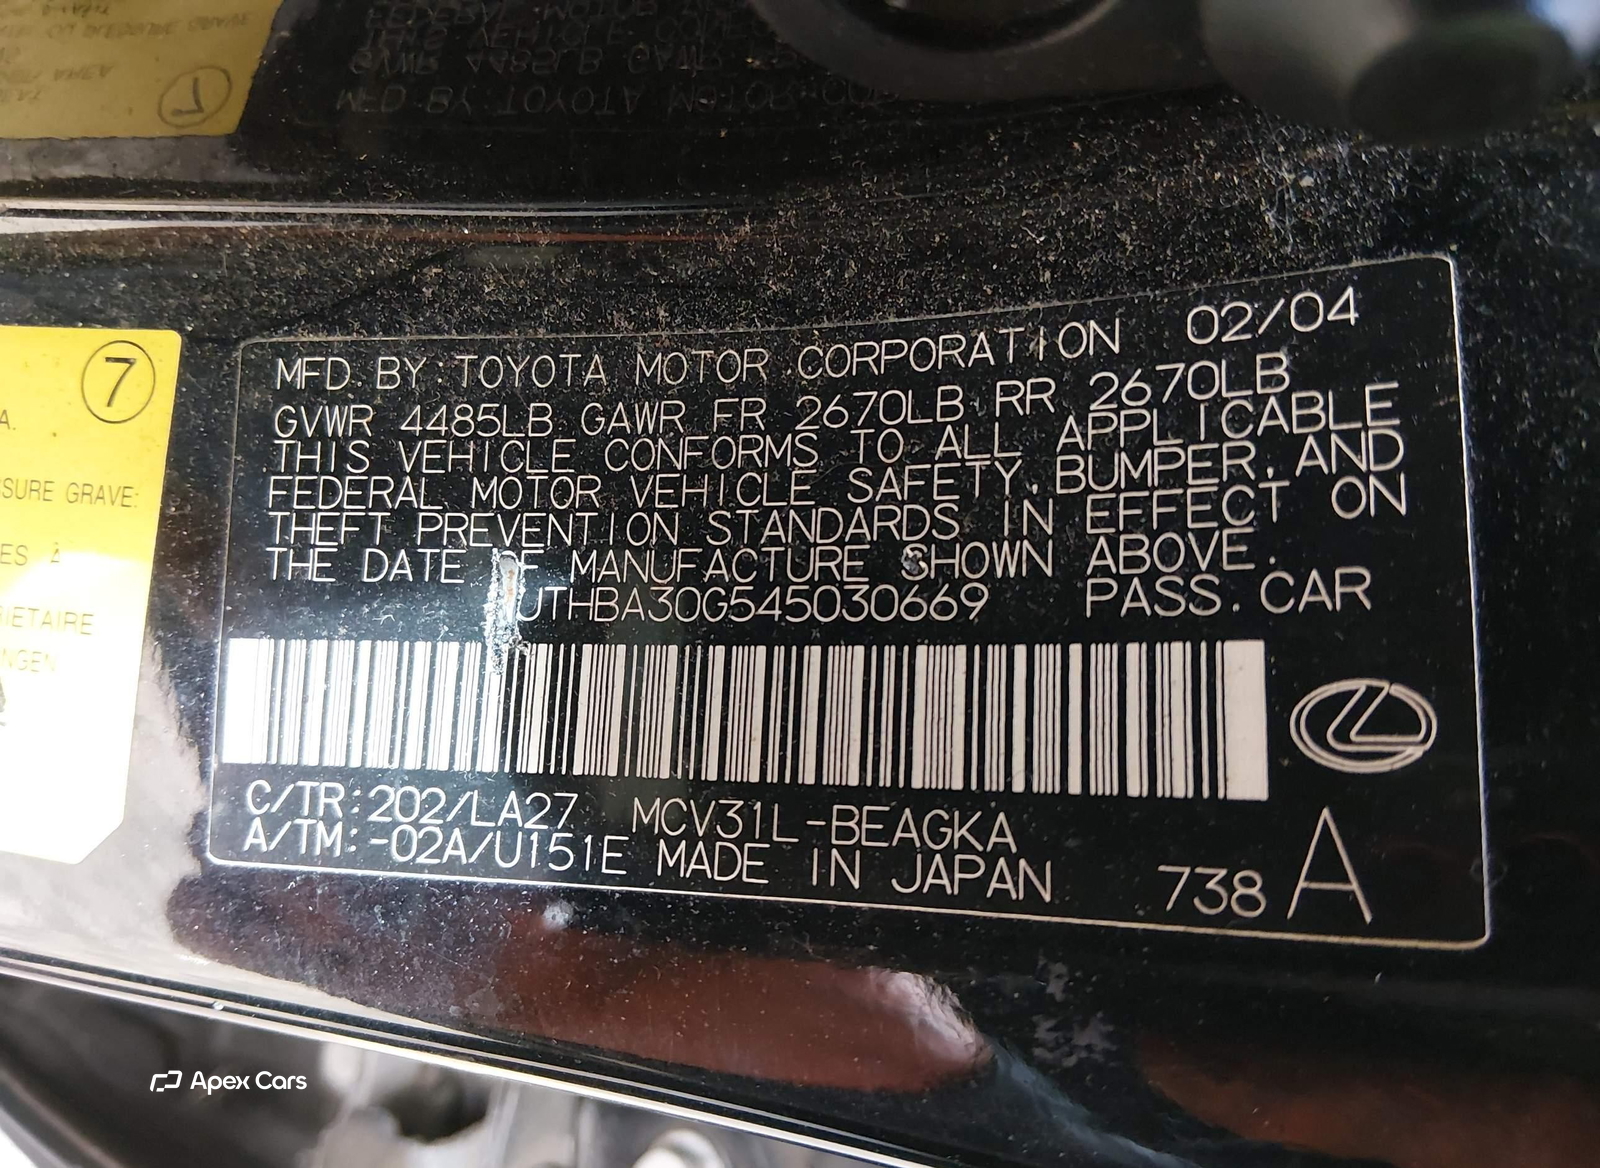 7
A.
SSURE GRAVE:
ES à
RIETAIRE
NGEN
MFD. BY: TOYOTA MOTOR CORPORATION 02/04
GVWR 4485LB GAWR FR 2670LB RR 2670LB
THIS VEHICLE CONFORMS TO ALL APPLICABLE
FEDERAL MOTOR VEHICLE SAFETY, BUMPER, AND
THEFT PREVENTION STANDARDS IN EFFECT ON
THE DATE OF MANUFACTURE SHOWN ABOVE.
JTHBA30G545030669 PASS. CAR
C/TR: 202/LA27 MCV31L-BEAGKA
A/TM: -02A/U151E MADE IN JAPAN
738 A
Apex Cars